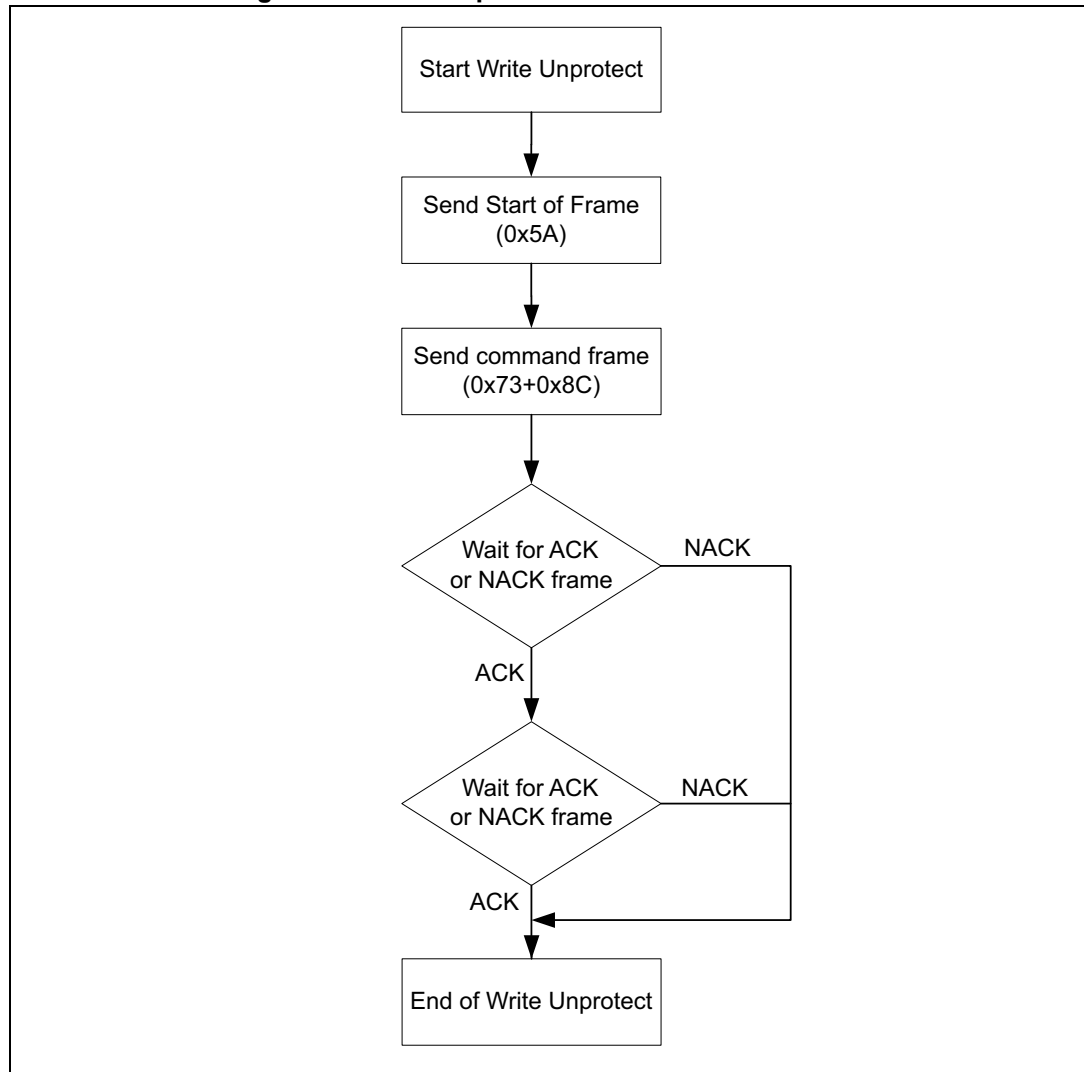 Start Write Unprotect
Send Start of Frame
(0x5A)
Send command frame
(0x73+0x8C)
Wait for ACK
or NACK frame
NACK
ACK
Wait for ACK
or NACK frame
NACK
ACK
End of Write Unprotect